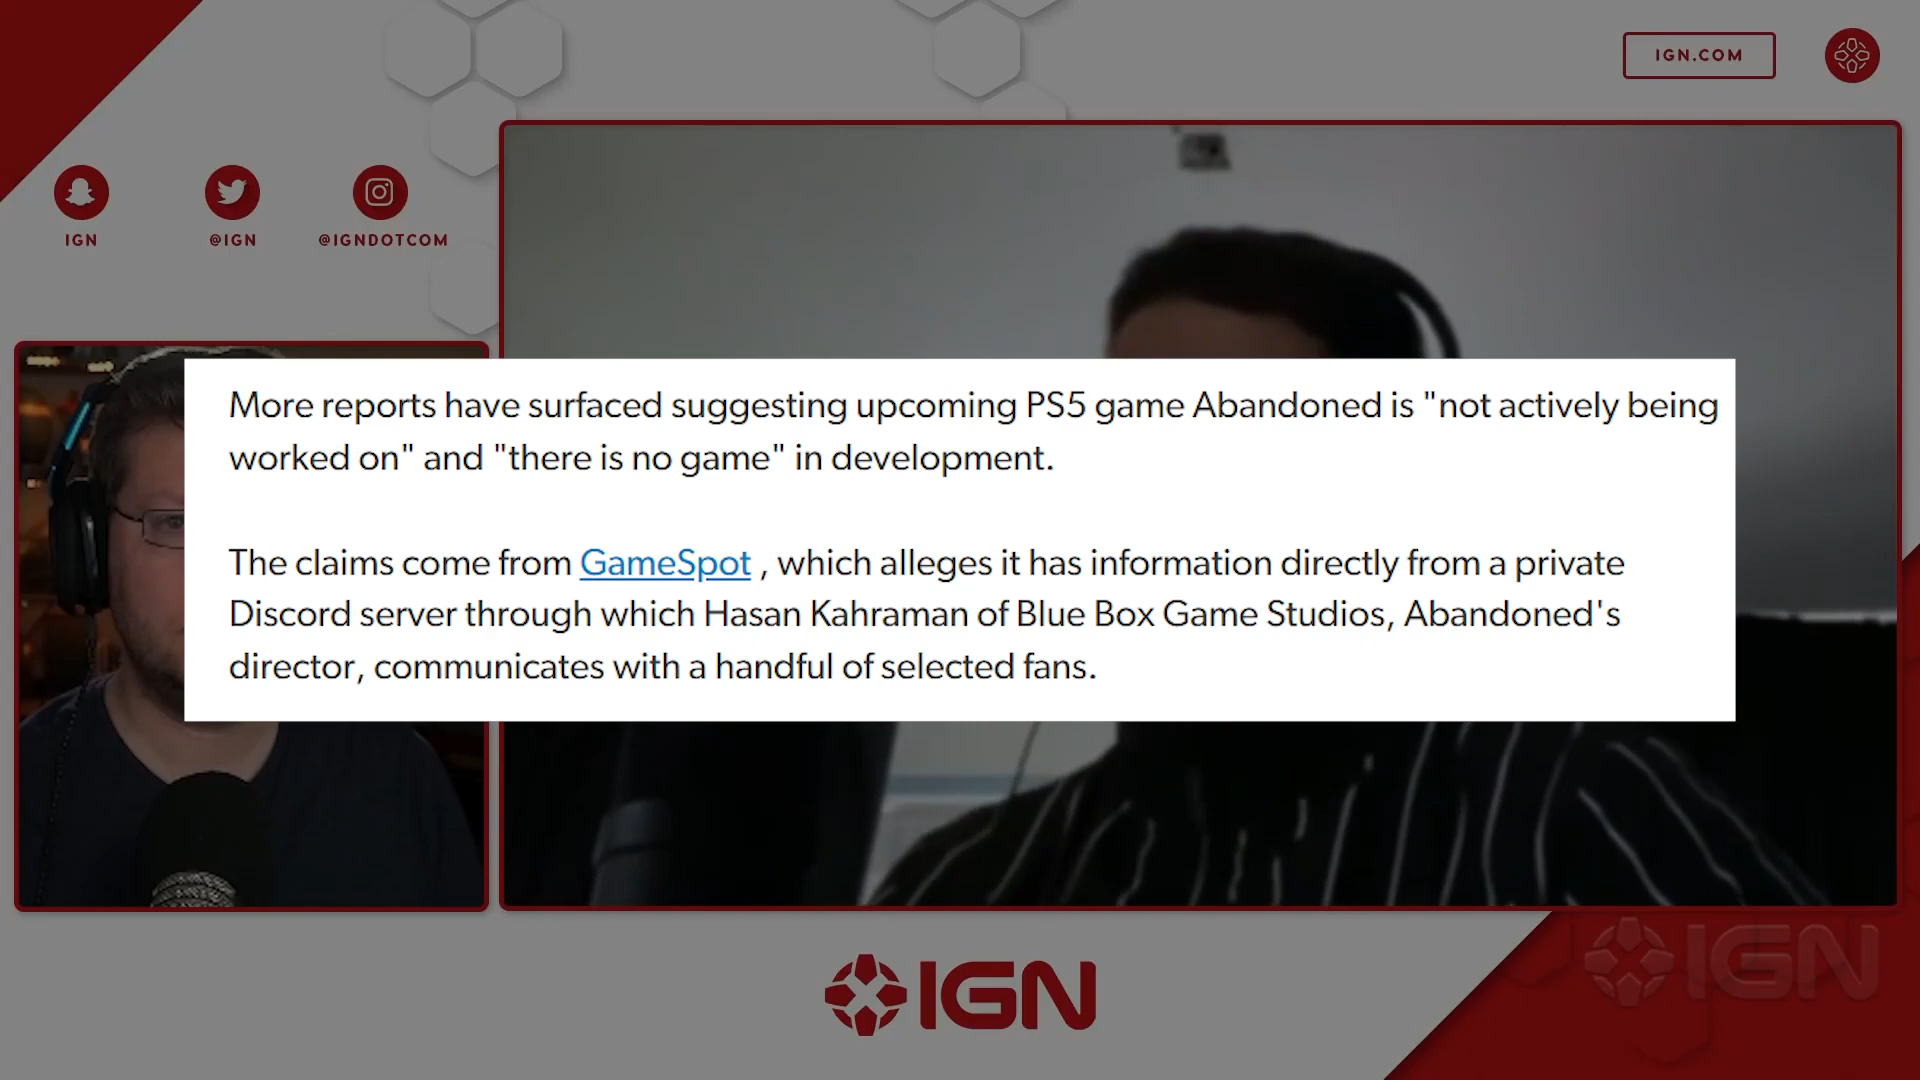 IGN.COM
IGN
@IGN
@IGNDOTCOM
More reports have surfaced suggesting upcoming PS5 game Abandoned is "not actively being
worked on" and "there is no game" in development.
The claims come from GameSpot , which alleges it has information directly from a private
Discord server through which Hasan Kahraman of Blue Box Game Studios, Abandoned's
director, communicates with a handful of selected fans.
IGN
IGN